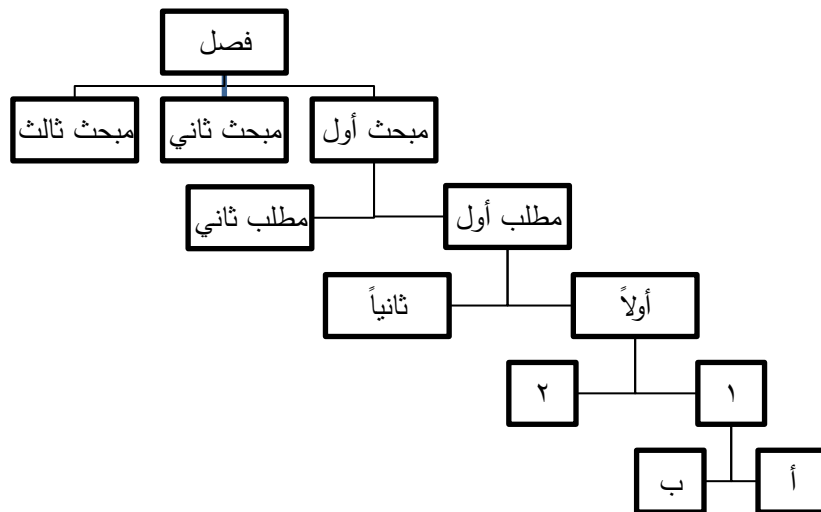 فصل
مبحث أول
مبحث ثاني
مبحث ثالث
مطلب أول
مطلب ثاني
أولاً
ثانياً
١
٢
أ
ب